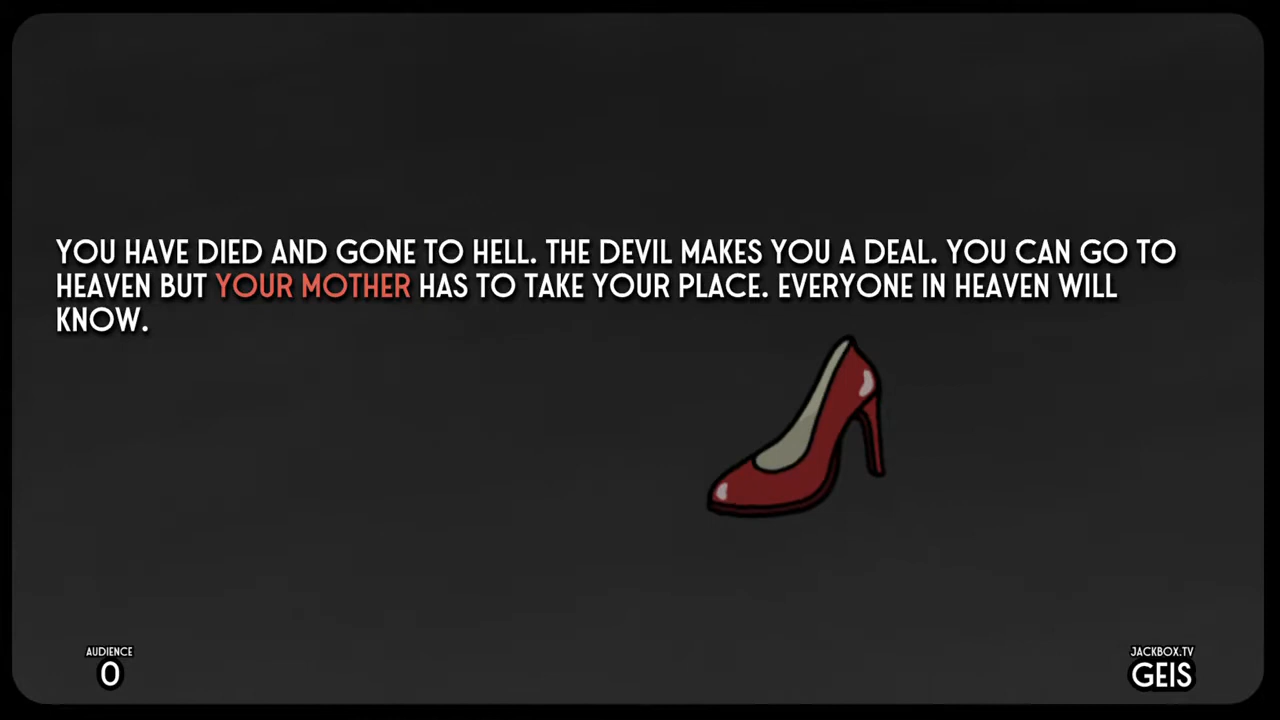 YOU HAVE DIED AND GONE TO HELL. THE DEVIL MAKES YOU A DEAL. YOU CAN GO TO
HEAVEN BUT YOUR MOTHER HAS TO TAKE YOUR PLACE. EVERYONE IN HEAVEN WILL
KNOW.
AUDIENCE
0
JACKBOX.TV
GEIS